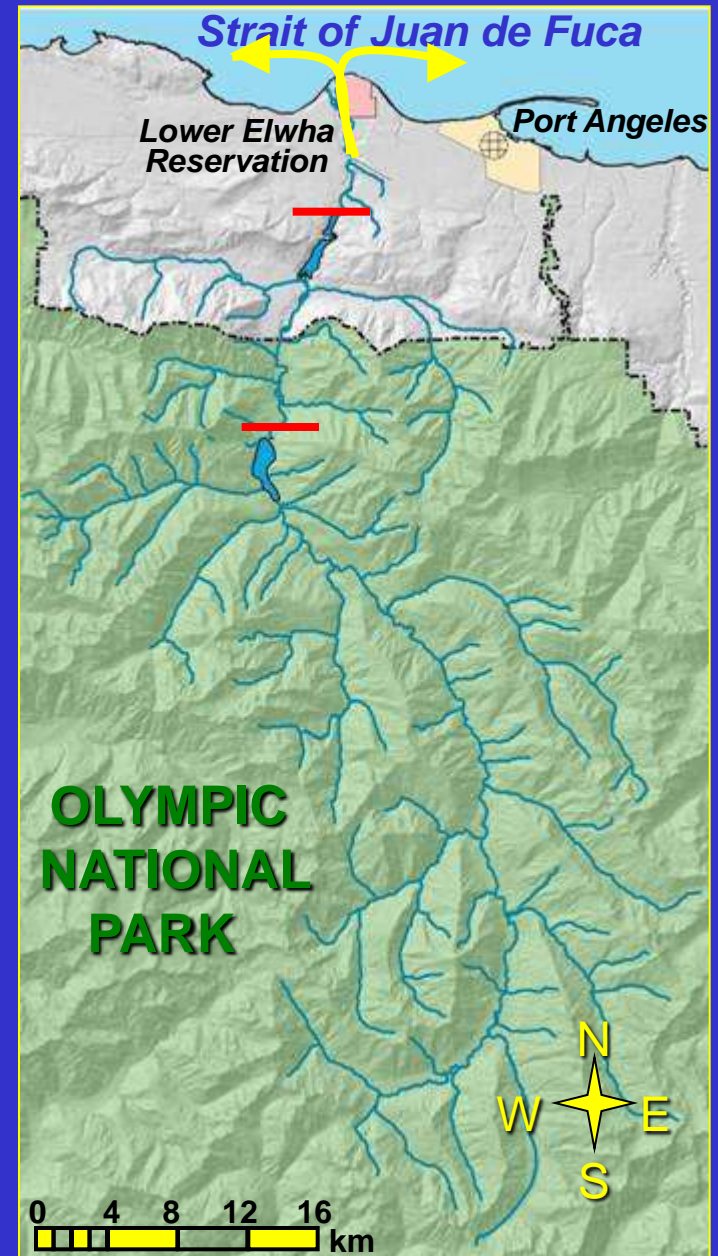 Strait of Juan de Fuca
Lower Elwha
Reservation
Port Angeles
OLYMPIC
NATIONAL
PARK
N
W E
S
0 4 8 12 16
km